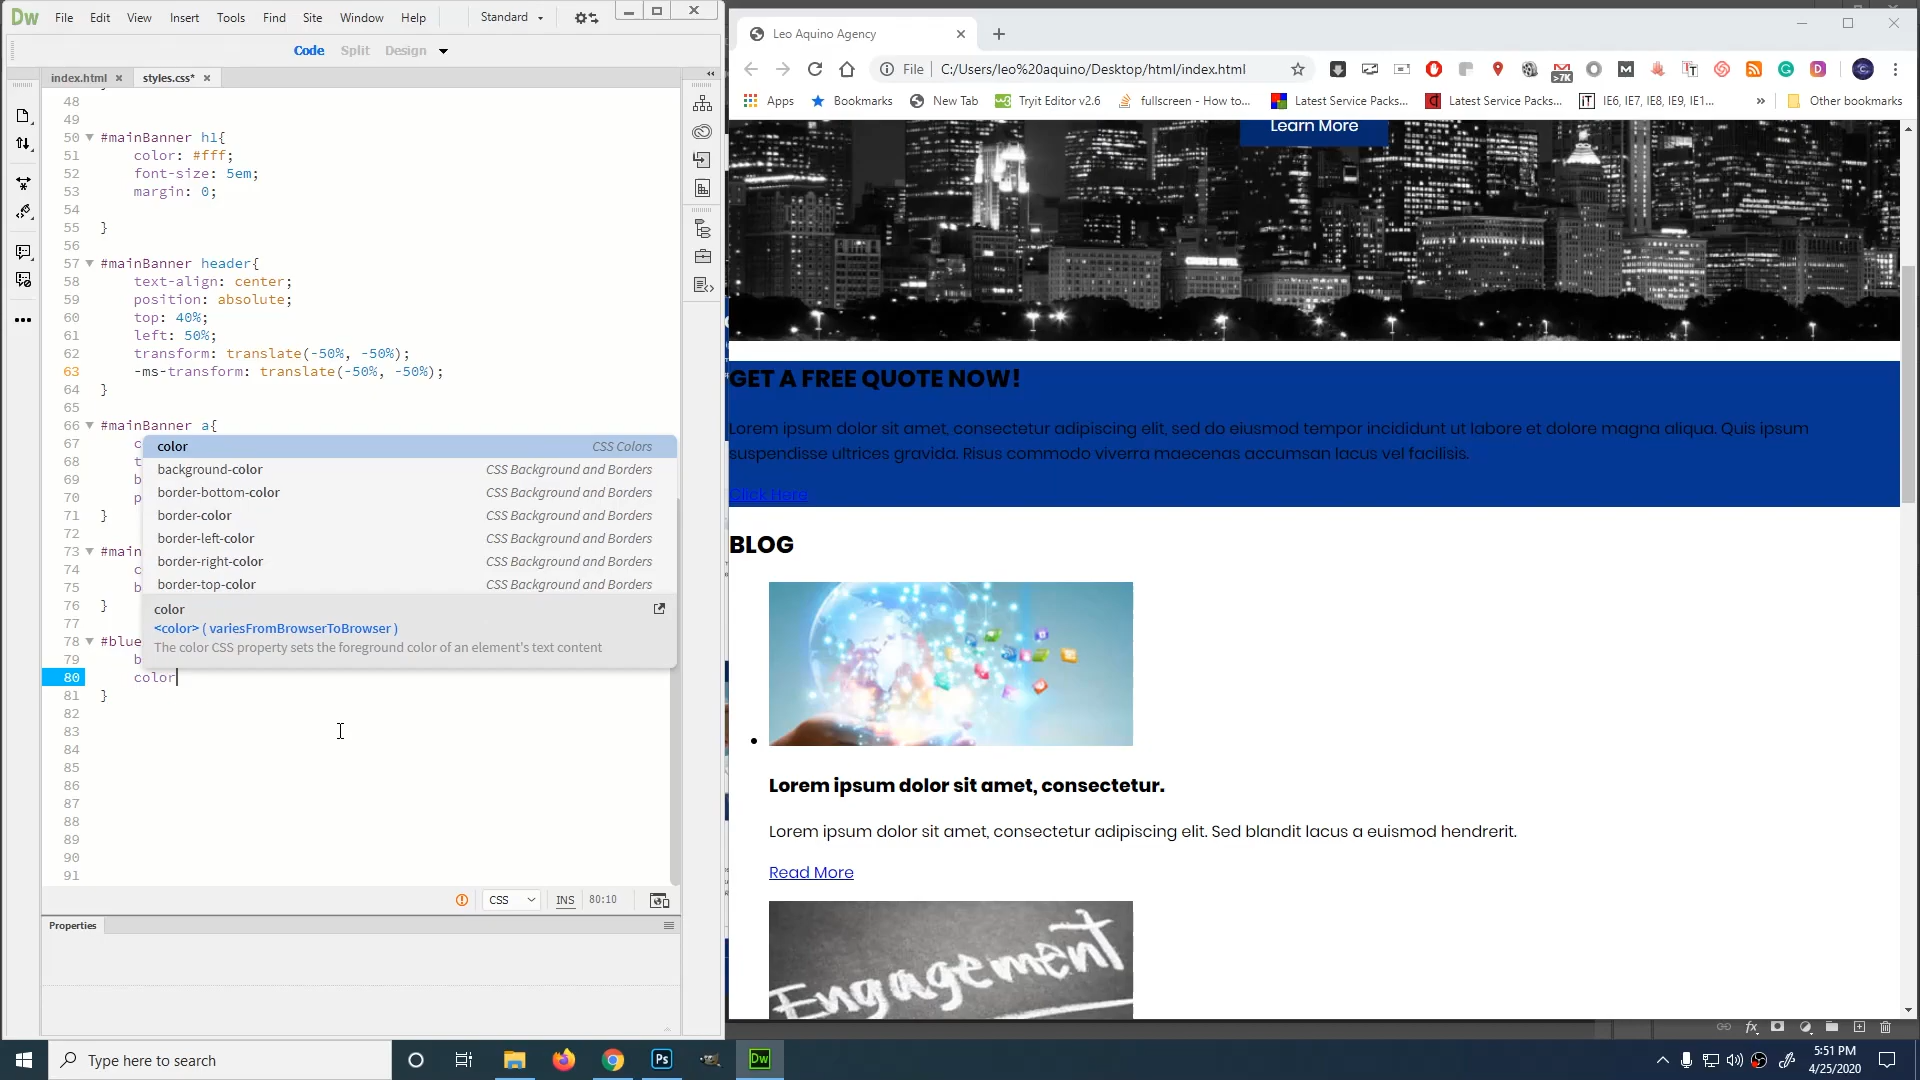 Dw File Edit View Insert Tools Find Site Window Help Standard
Code Split Design
index.html × styles.css* ×
48
49
50 #mainBanner h1{
51 color: #fff;
52 font-size: 5em;
53 margin: 0;
54
55 }
56
57 #mainBanner header{
58 text-align: center;
59 position: absolute;
60 top: 40%;
61 left: 50%;
62 transform: translate(-50%, -50%);
63 -ms-transform: translate(-50%, -50%);
64 }
65
66 #mainBanner a{
67 c
68 t
69 b
70 p
71 }
72
73 #main
74 c
75 b
76 }
77
78 #blue
79 b
80 color
81 }
82
83
84
85
86
87
88
89
90
91
color CSS Colors
background-color CSS Background and Borders
border-bottom-color CSS Background and Borders
border-color CSS Background and Borders
border-left-color CSS Background and Borders
border-right-color CSS Background and Borders
border-top-color CSS Background and Borders
color
<color> ( variesFromBrowserToBrowser )
The color CSS property sets the foreground color of an element's text content
CSS INS 80:10
Properties
Leo Aquino Agency
File C:/Users/leo%20aquino/Desktop/html/index.html
>7K
Apps Bookmarks New Tab Tryit Editor v2.6 fullscreen - How to... Latest Service Packs... Latest Service Packs... IE6, IE7, IE8, IE9, IE1... » Other bookmarks
Learn More
GET A FREE QUOTE NOW!
Lorem ipsum dolor sit amet, consectetur adipiscing elit, sed do eiusmod tempor incididunt ut labore et dolore magna aliqua. Quis ipsum
suspendisse ultrices gravida. Risus commodo viverra maecenas accumsan lacus vel facilisis.
Click Here
BLOG
Lorem ipsum dolor sit amet, consectetur.
Lorem ipsum dolor sit amet, consectetur adipiscing elit. Sed blandit lacus a euismod hendrerit.
Read More
Engagement
Type here to search
Ps
Dw
5:51 PM
4/25/2020